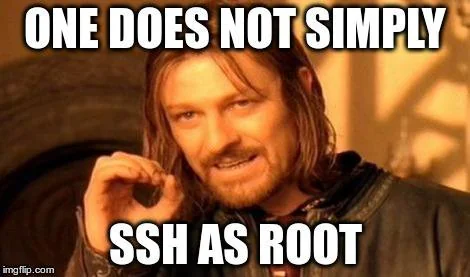 ONE DOES NOT SIMPLY
SSH AS ROOT
imgflip.com